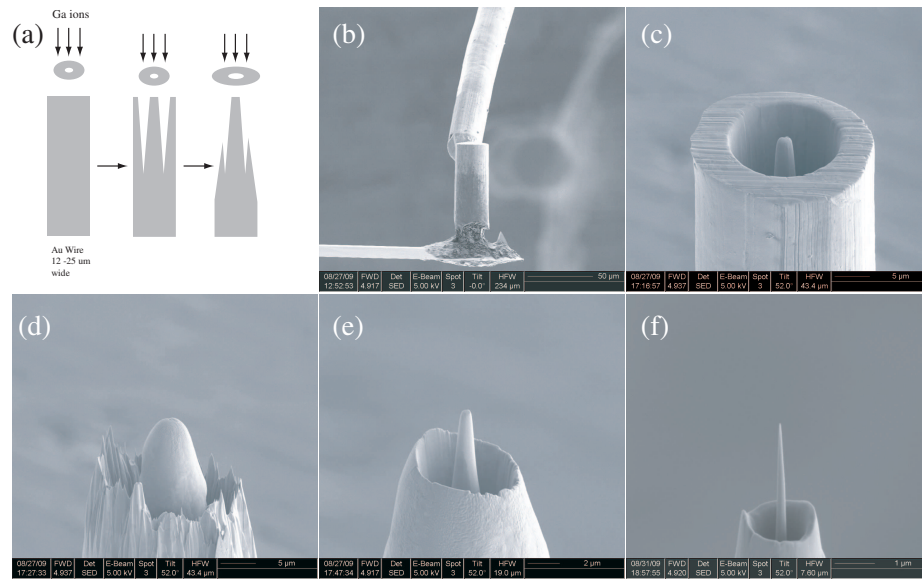 (a)
Ga ions
Au Wire
12 -25 um
wide
(b)
08/27/09 FWD Det E-Beam Spot Tilt HFW 50 µm
12:52:53 4.917 SED 5.00 kV 3 -0.0° 234 µm
(c)
08/27/09 FWD Det E-Beam Spot Tilt HFW 5 µm
17:16:57 4.937 SED 5.00 kV 3 52.0° 43.4 µm
(d)
08/27/09 FWD Det E-Beam Spot Tilt HFW 5 µm
17:27:33 4.937 SED 5.00 kV 3 52.0° 43.4 µm
(e)
08/27/09 FWD Det E-Beam Spot Tilt HFW 2 µm
17:47:34 4.917 SED 5.00 kV 3 52.0° 19.0 µm
(f)
08/31/09 FWD Det E-Beam Spot Tilt HFW 1 µm
18:57:55 4.920 SED 5.00 kV 3 52.0° 7.60 µm